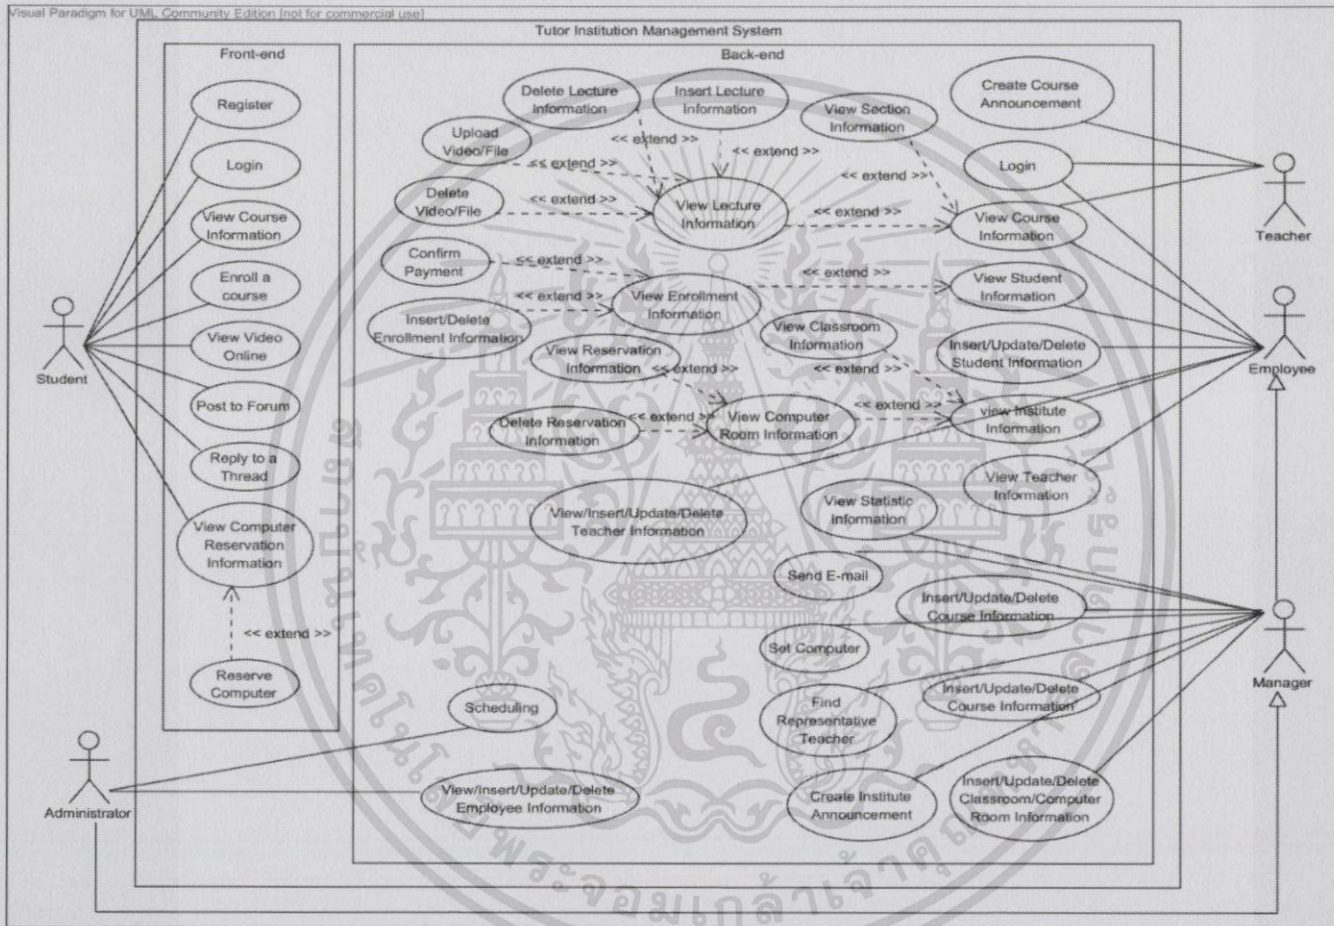 Visual Paradigm for UML Community Edition [not for commercial use]
Tutor Institution Management System
Front-end
Back-end
Register
Login
View Course
Information
Enroll a
course
View Video
Online
Post to Forum
Reply to a
Thread
View Computer
Reservation
Information
<< extend >>
Reserve
Computer
Student
Administrator
Delete Lecture
Information
Insert Lecture
Information
View Section
Information
Create Course
Announcement
Upload
Video/File
<< extend >>
<< extend >>
<< extend >>
<< extend >>
Login
Delete
Video/File
<< extend >>
View Lecture
Information
<< extend >>
<< extend >>
View Course
Information
Teacher
Confirm
Payment
<< extend >>
View Enrollment
Information
<< extend >>
View Student
Information
Insert/Delete
Enrollment Information
<< extend >>
View Classroom
Information
Insert/Update/Delete
Student Information
Employee
View Reservation
Information
<< extend >>
<< extend >>
Delete Reservation
Information
<< extend >>
View Computer
Room Information
<< extend >>
view Institute
Information
View Teacher
Information
View/Insert/Update/Delete
Teacher Information
View Statistic
Information
Send E-mail
Insert/Update/Delete
Course Information
Set Computer
Manager
Scheduling
Find
Representative
Teacher
Insert/Update/Delete
Course Information
View/Insert/Update/Delete
Employee Information
Create Institute
Announcement
Insert/Update/Delete
Classroom/Computer
Room Information